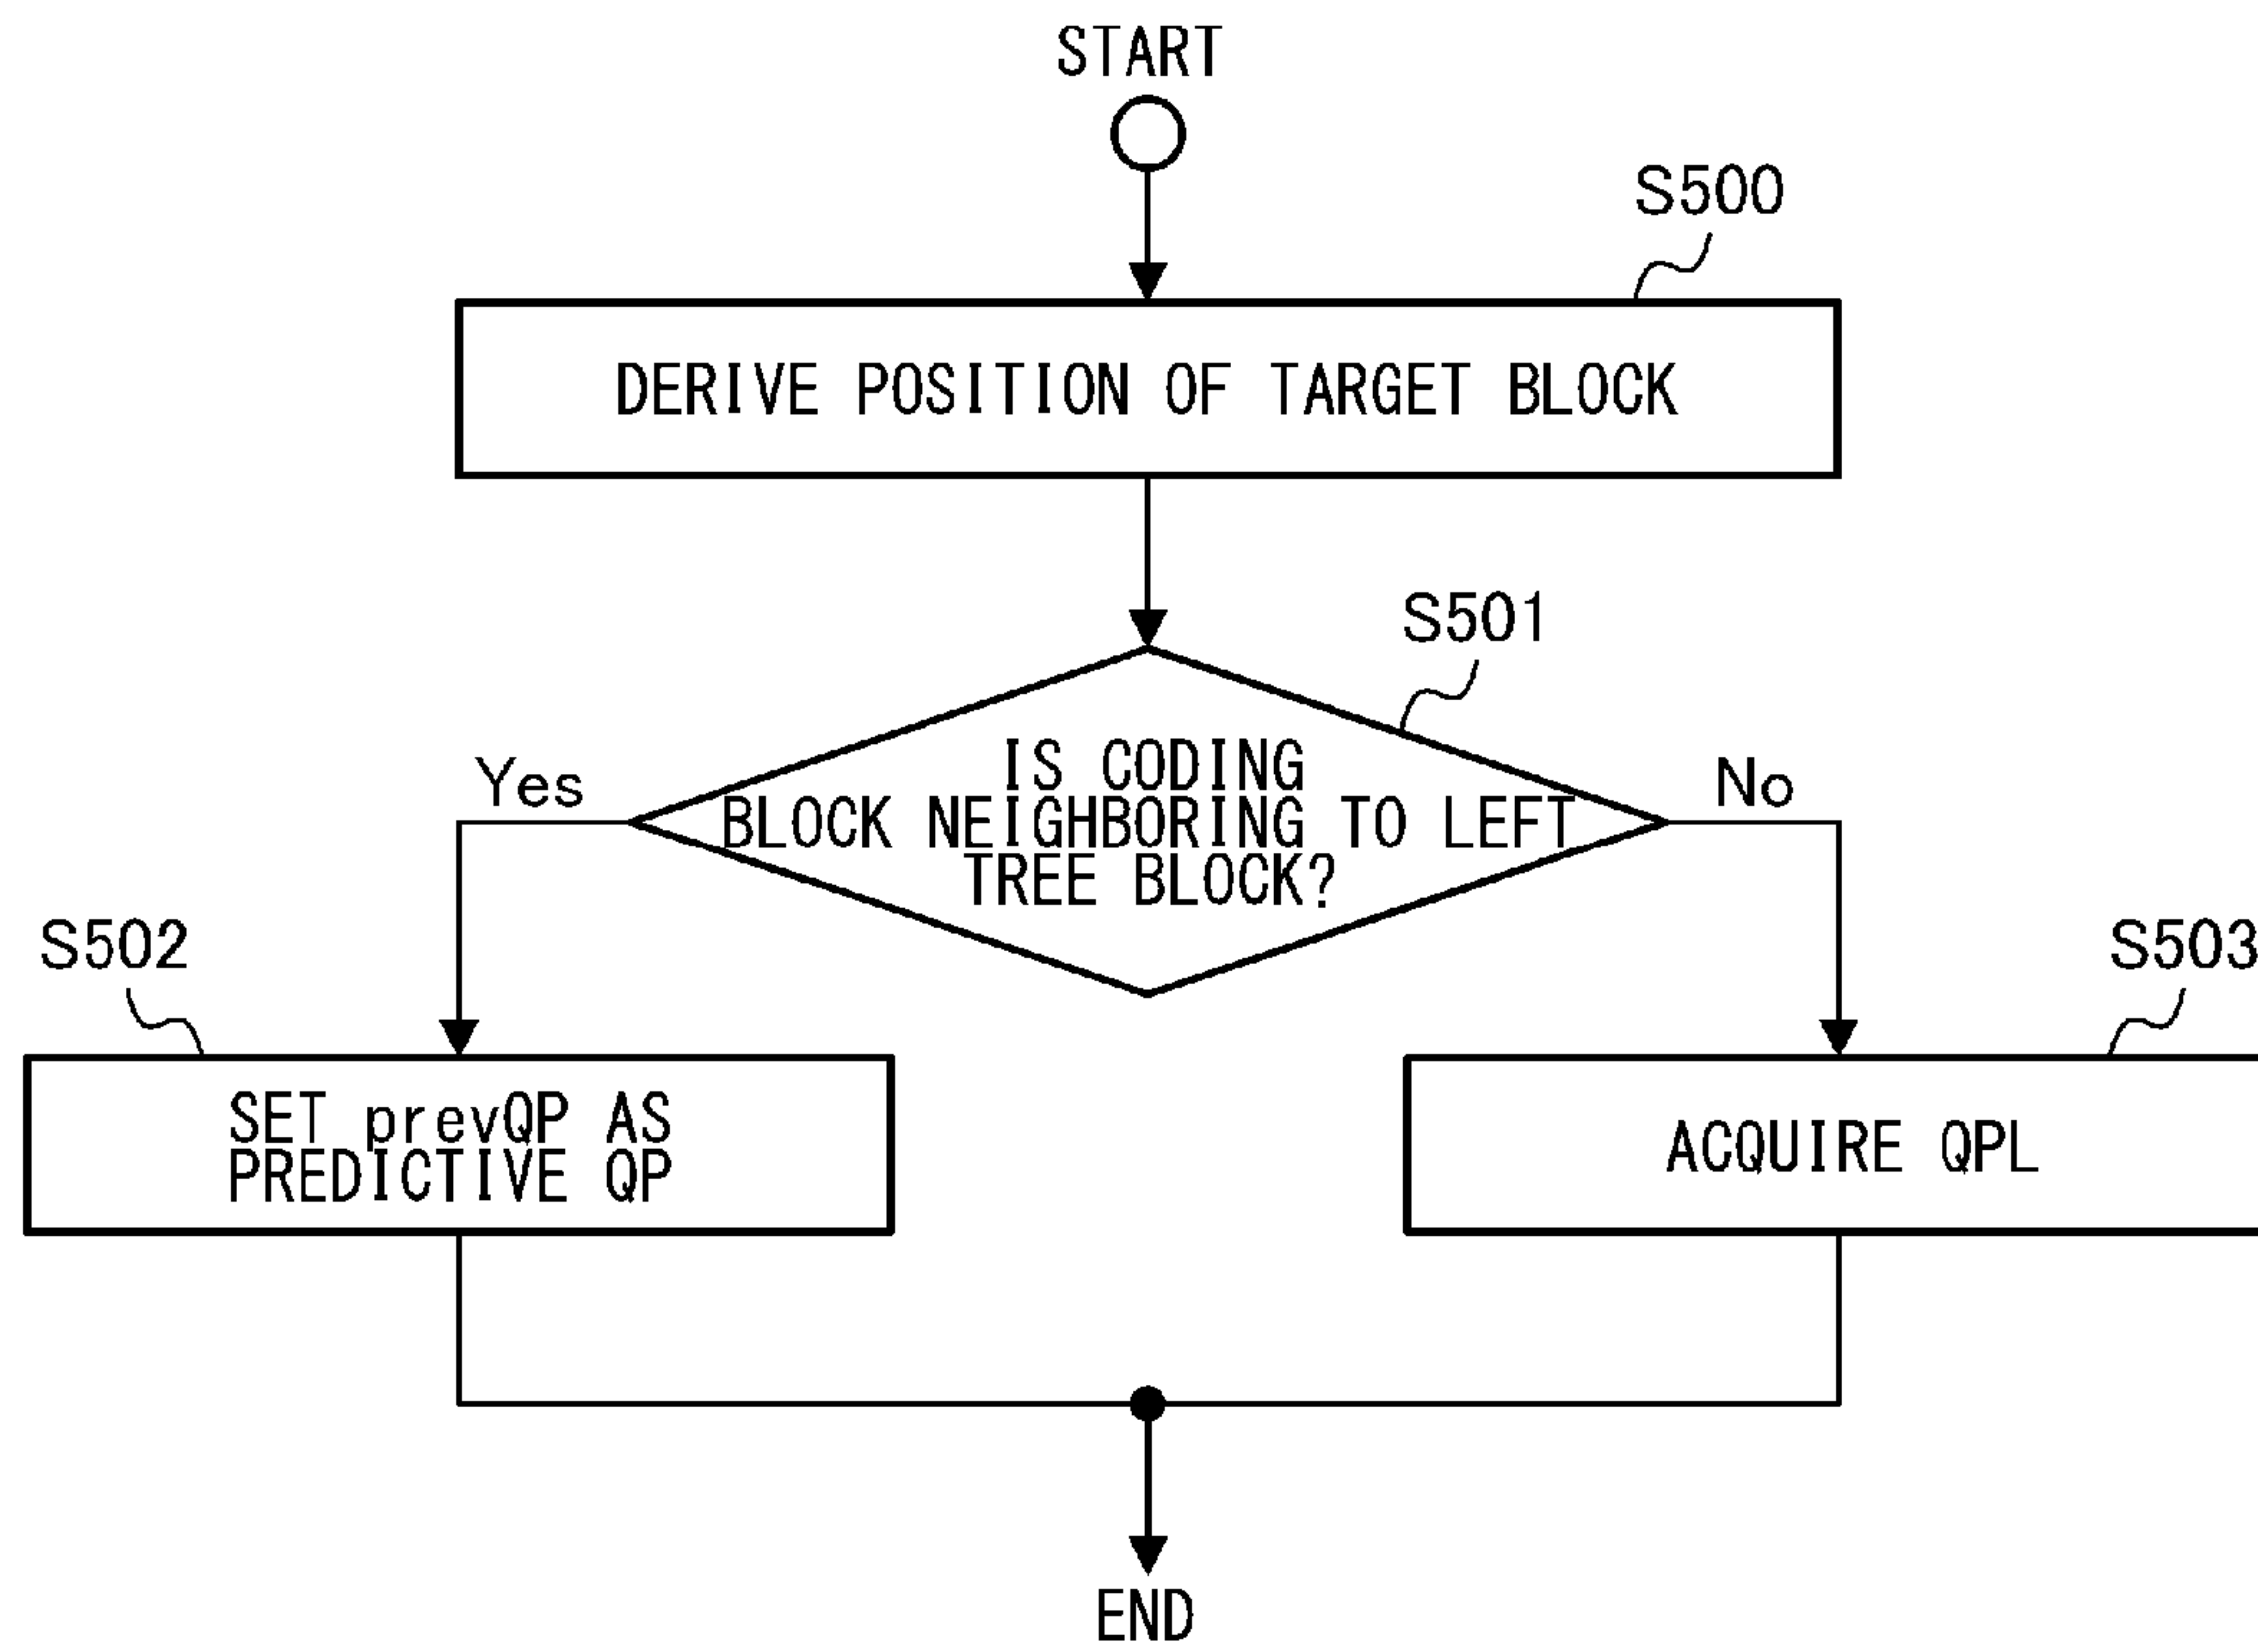 START
S500
DERIVE POSITION OF TARGET BLOCK
S501
IS CODING
BLOCK NEIGHBORING TO LEFT
TREE BLOCK?
Yes
No
S502
S503
SET prevQP AS
PREDICTIVE QP
ACQUIRE QPL
END